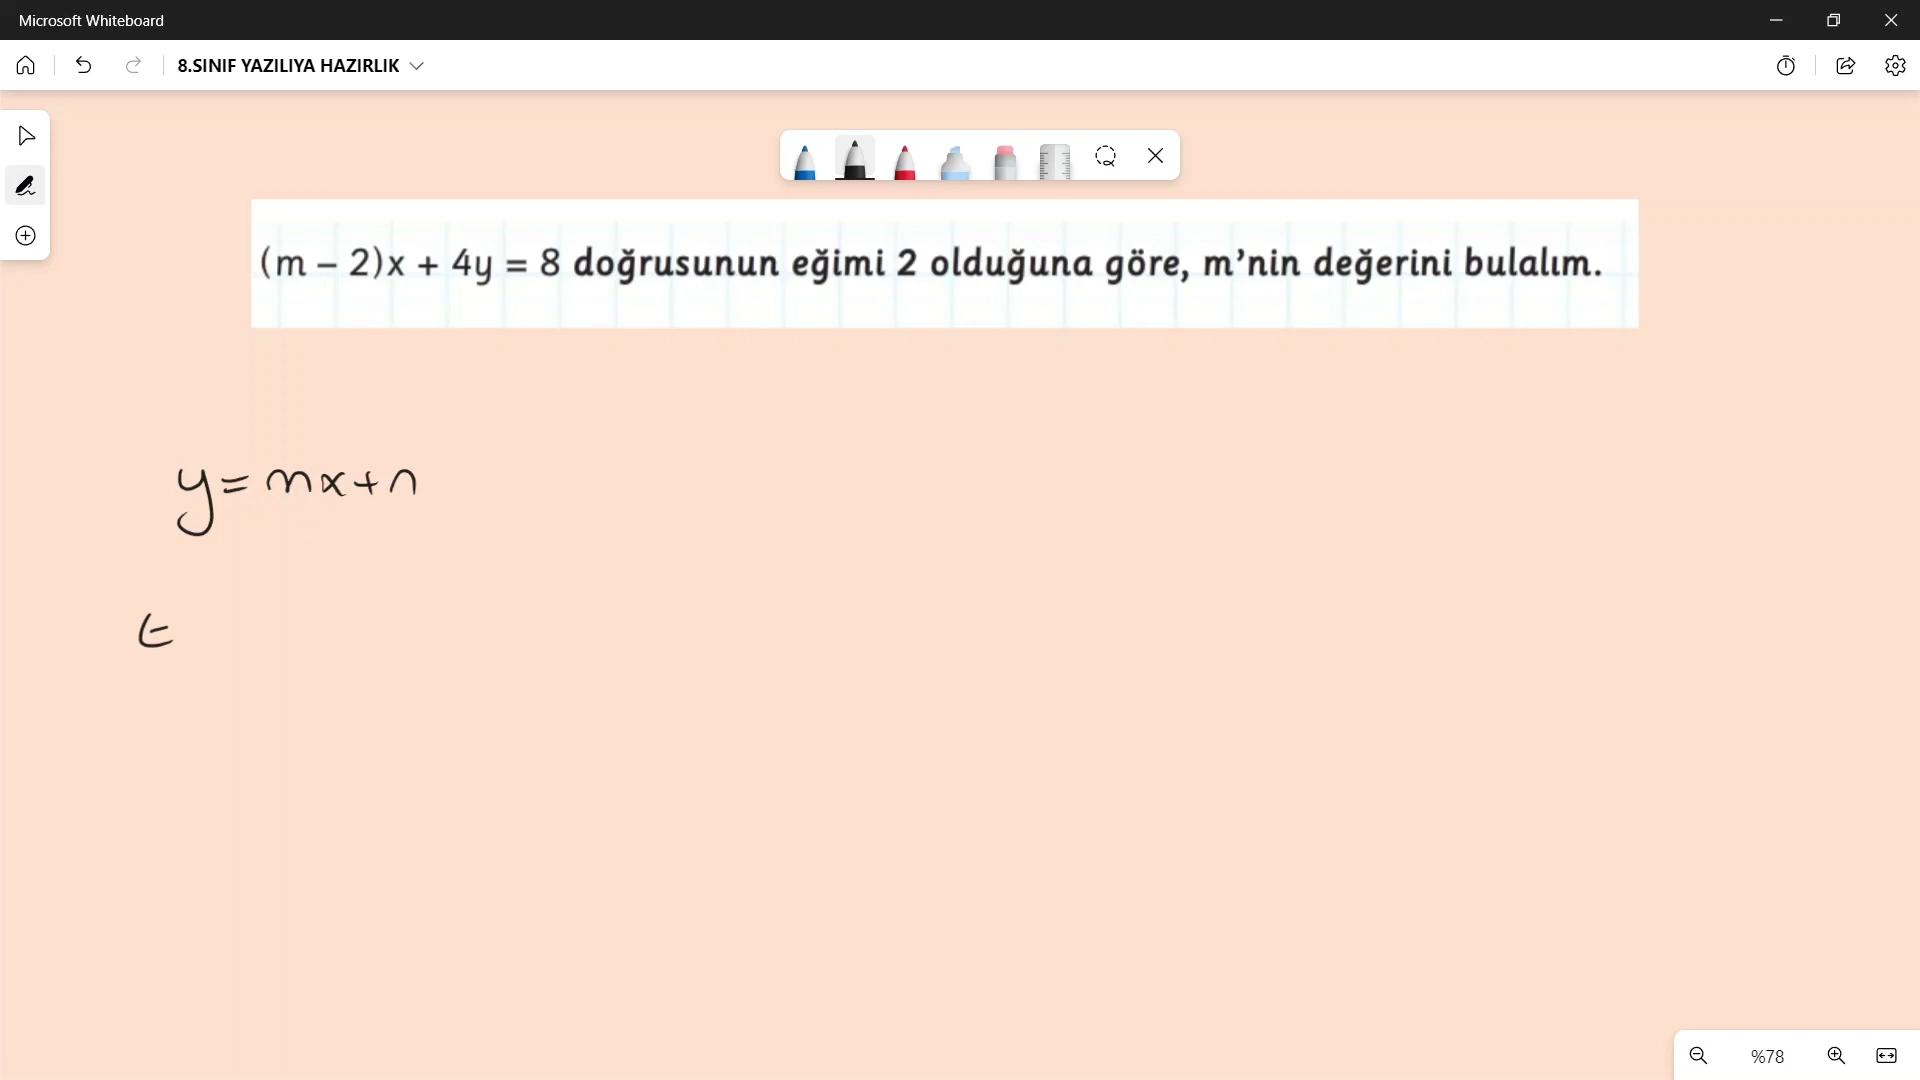 Microsoft Whiteboard
8.SINIF YAZILIYA HAZIRLIK
(m – 2)x + 4y = 8 doğrusunun eğimi 2 olduğuna göre, m’nin değerini bulalım.
y = mx+n
E
%78